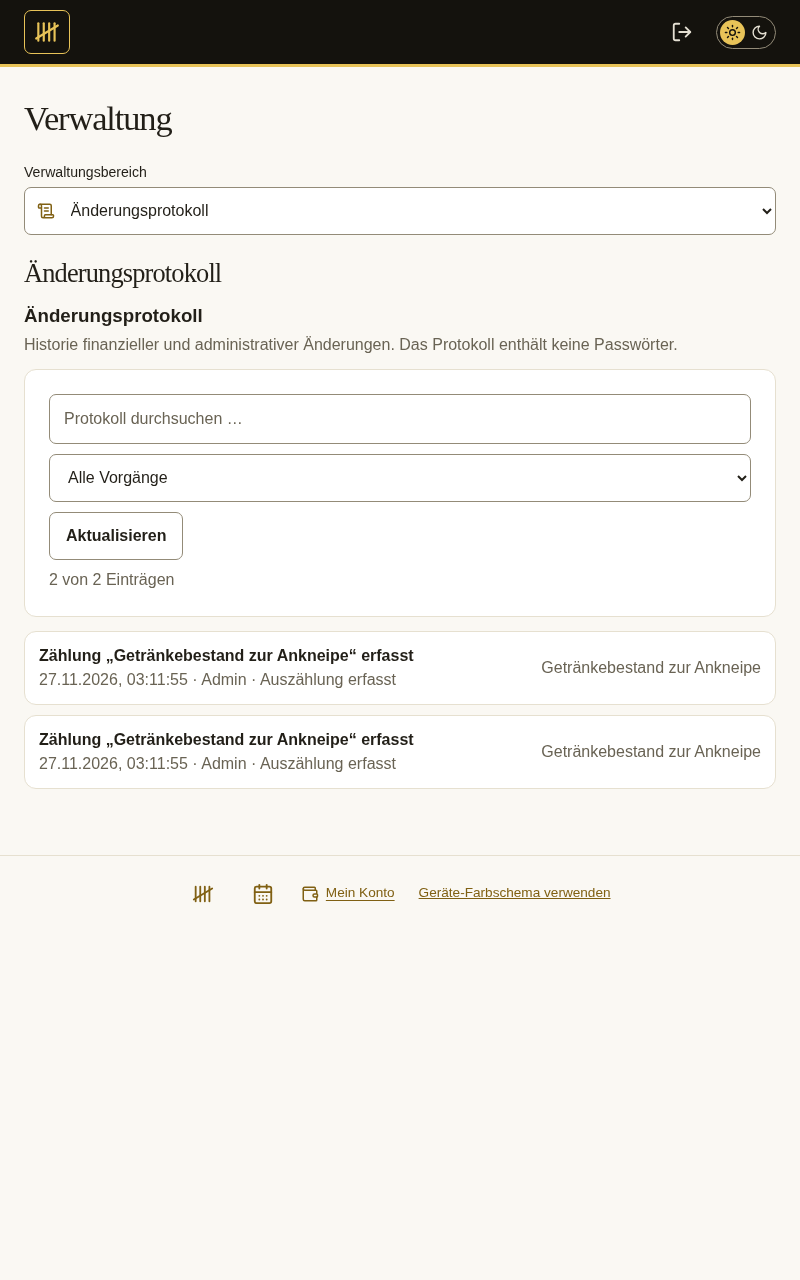 Verwaltung
Verwaltungsbereich
Änderungsprotokoll
Änderungsprotokoll
Änderungsprotokoll
Historie finanzieller und administrativer Änderungen. Das Protokoll enthält keine Passwörter.
Protokoll durchsuchen …
Alle Vorgänge
Aktualisieren
2 von 2 Einträgen
Zählung „Getränkebestand zur Ankneipe“ erfasst
27.11.2026, 03:11:55 · Admin · Auszählung erfasst
Getränkebestand zur Ankneipe
Zählung „Getränkebestand zur Ankneipe“ erfasst
27.11.2026, 03:11:55 · Admin · Auszählung erfasst
Getränkebestand zur Ankneipe
Mein Konto
Geräte-Farbschema verwenden